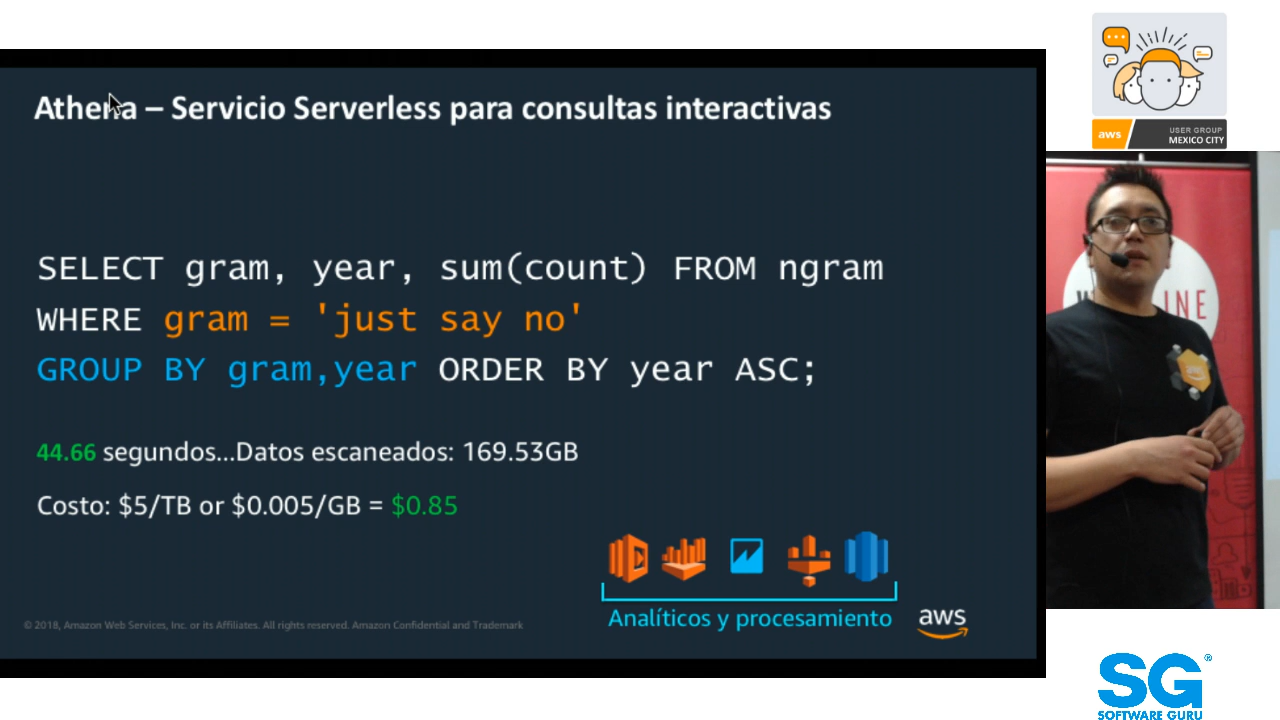 Athena – Servicio Serverless para consultas interactivas
SELECT gram, year, sum(count) FROM ngram
WHERE gram = 'just say no'
GROUP BY gram,year ORDER BY year ASC;
44.66 segundos...Datos escaneados: 169.53GB
Costo: $5/TB or $0.005/GB = $0.85
Analíticos y procesamiento
aws
© 2018, Amazon Web Services, Inc. or its Affiliates. All rights reserved. Amazon Confidential and Trademark
aws
USER GROUP
MEXICO CITY
aws
SG®
SOFTWARE GURU